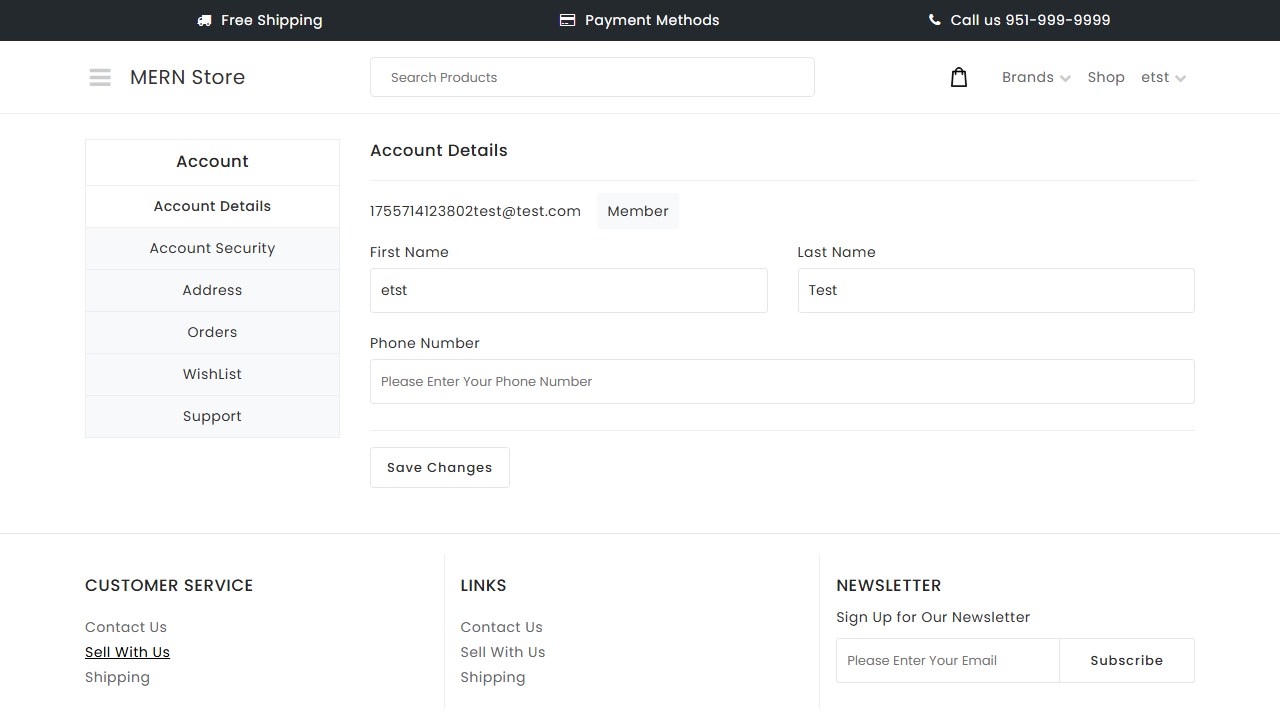 Free Shipping
Payment Methods
Call us 951-999-9999
MERN Store
Search Products
Brands
Shop
etst
Account
Account Details
Account Security
Address
Orders
WishList
Support
Account Details
1755714123802test@test.com
Member
First Name
Last Name
etst
Test
Phone Number
Please Enter Your Phone Number
Save Changes
CUSTOMER SERVICE
Contact Us
Sell With Us
Shipping
LINKS
Contact Us
Sell With Us
Shipping
NEWSLETTER
Sign Up for Our Newsletter
Please Enter Your Email
Subscribe